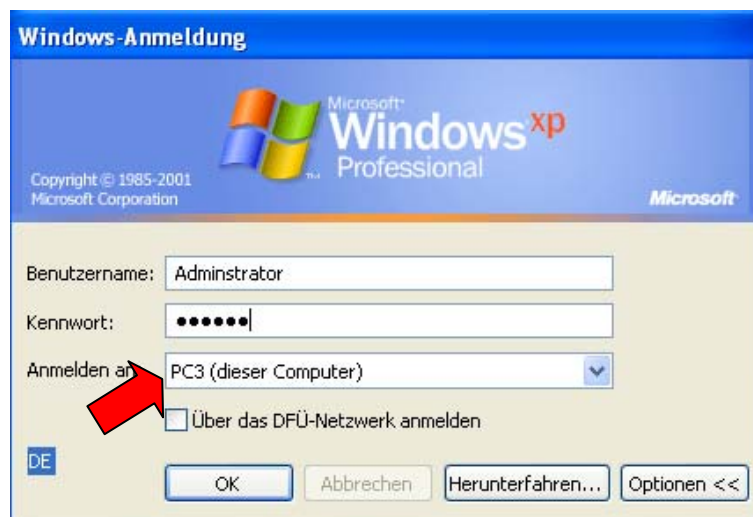 Windows-Anmeldung
Microsoft
Windows xp
Professional
Copyright © 1985-2001
Microsoft Corporation
Microsoft
Benutzername: Adminstrator
Kennwort: ●●●●●●
Anmelden an PC3 (dieser Computer)
Über das DFÜ-Netzwerk anmelden
DE
OK Abbrechen Herunterfahren... Optionen <<